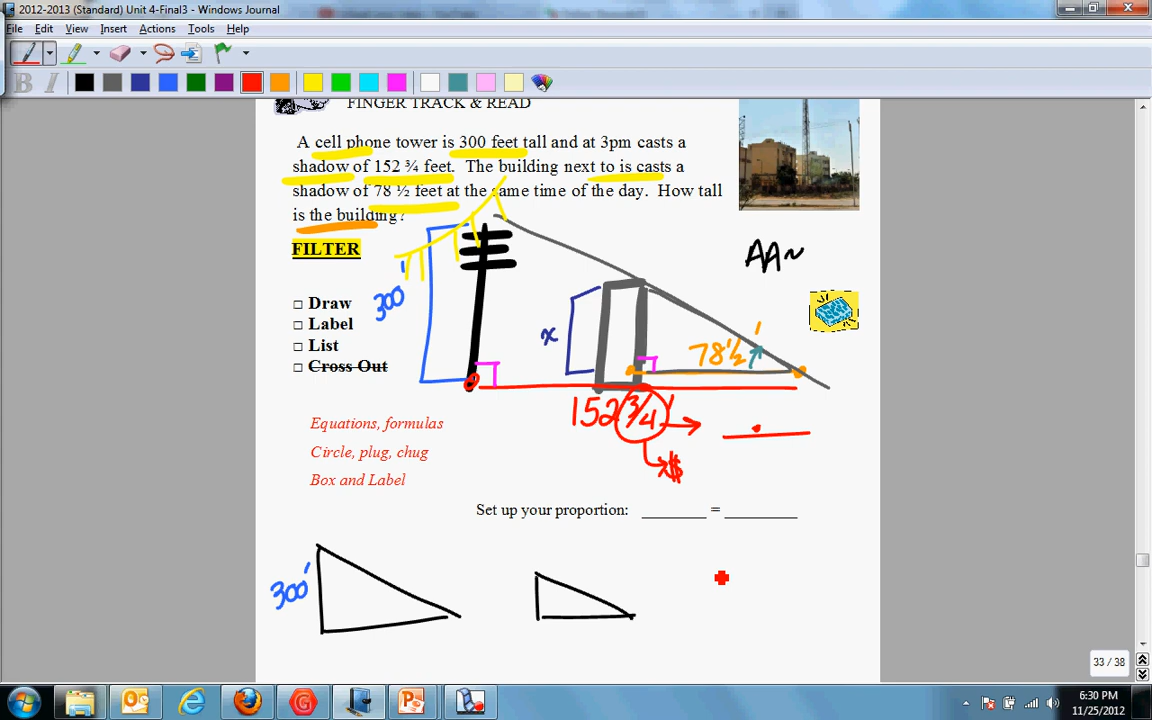 2012-2013 (Standard) Unit 4-Final3 - Windows Journal
File Edit View Insert Actions Tools Help
B I
FINGER TRACK & READ
A cell phone tower is 300 feet tall and at 3pm casts a
shadow of 152 ¾ feet. The building next to is casts a
shadow of 78 ½ feet at the same time of the day. How tall
is the building?
FILTER
AA~
300'
□ Draw
□ Label
□ List
□ Cross Out
x
78½'
152 3/4'
$
Equations, formulas
Circle, plug, chug
Box and Label
Set up your proportion: _______ = ________
300'
33 / 38
6:30 PM
11/25/2012